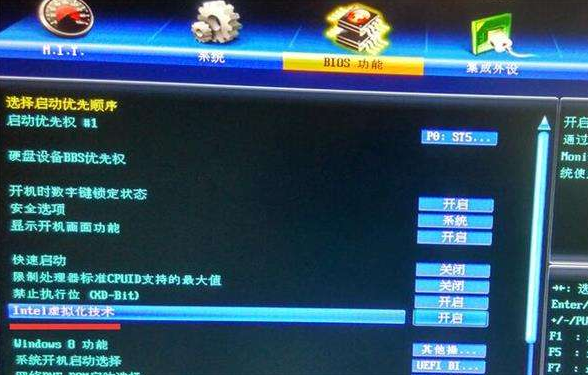 M.I.T.
系统
BIOS 功能
集成外设
选择启动优先顺序
启动优先权 #1
P0: ST5...
硬盘设备BBS优先权
开机时数字键锁定状态
开启
安全选项
系统
显示开机画面功能
开启
快速启动
关闭
限制处理器标准CPUID支持的最大值
关闭
禁止执行位 (XD-Bit)
开启
Intel虚拟化技术
开启
Windows 8 功能
其他操...
系统开机启动选择
UEFI BI...
开启
通过
Moni
统使
选
Enter/
+/-/PU
F1 :
F5 :
F7 :